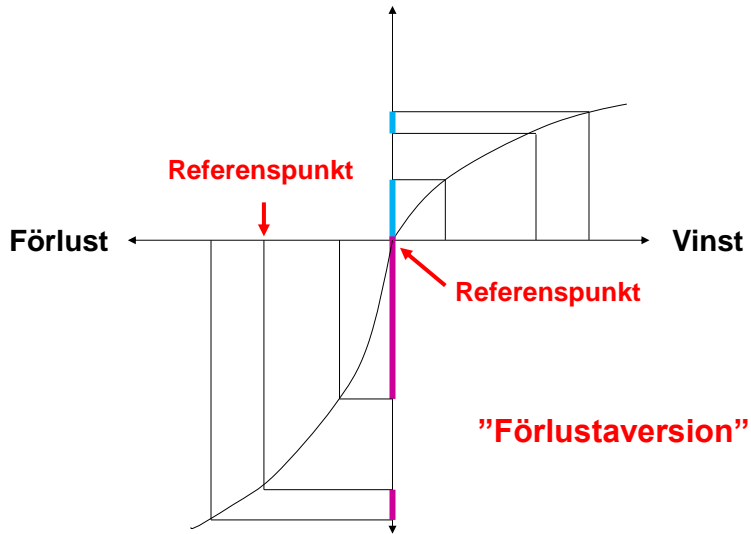 Referenspunkt
Förlust
Vinst
Referenspunkt
”Förlustaversion”